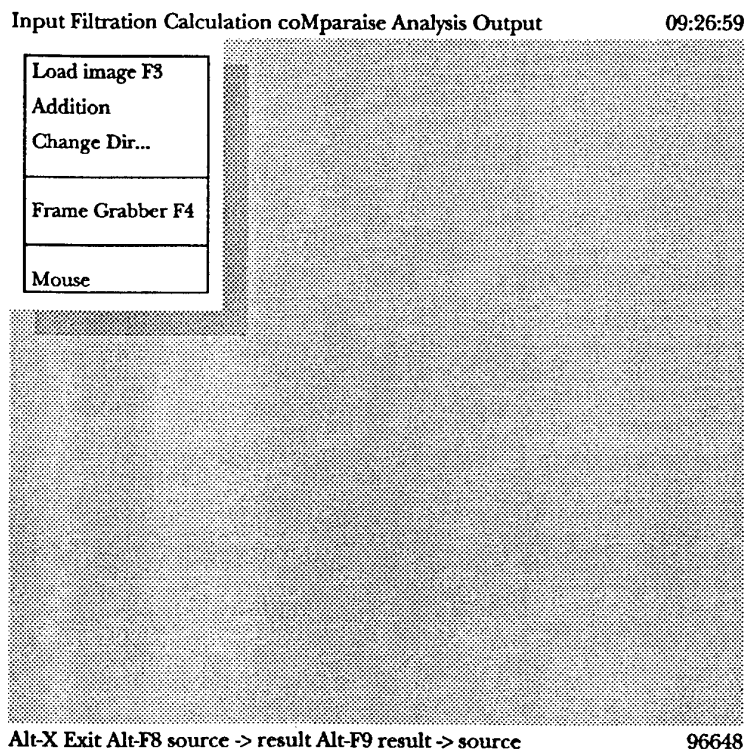 Input Filtration Calculation coMparaise Analysis Output 09:26:59
Load image F3
Addition
Change Dir...
Frame Grabber F4
Mouse
Alt-X Exit Alt-F8 source -> result Alt-F9 result -> source 96648